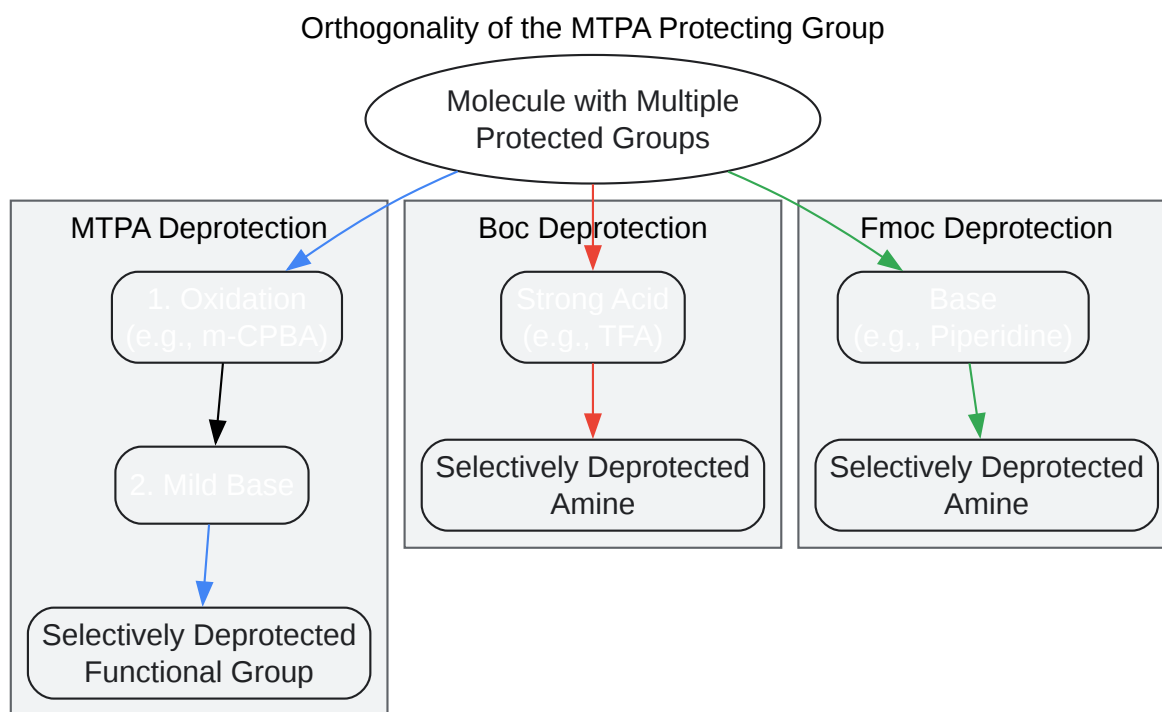 Orthogonality of the MTPA Protecting Group
Molecule with Multiple
Protected Groups
MTPA Deprotection
1. Oxidation
(e.g., m-CPBA)
2. Mild Base
Selectively Deprotected
Functional Group
Boc Deprotection
Strong Acid
(e.g., TFA)
Selectively Deprotected
Amine
Fmoc Deprotection
Base
(e.g., Piperidine)
Selectively Deprotected
Amine